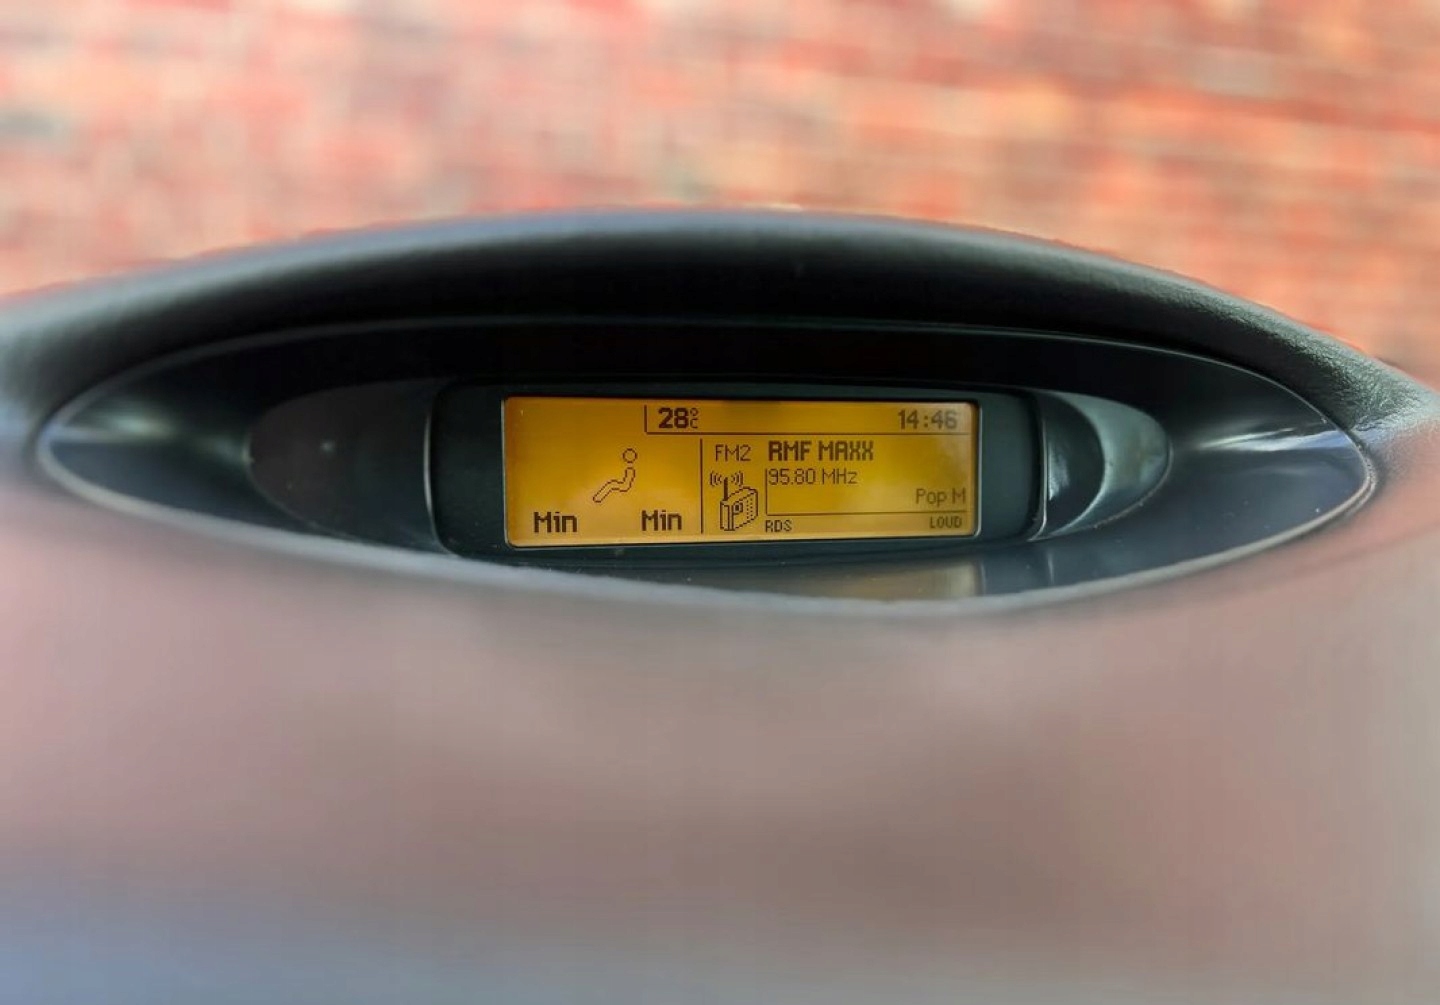 28°C 14:46
FM2 RMF MAXX
95.80 MHz
Pop M
Min Min RDS LOUD